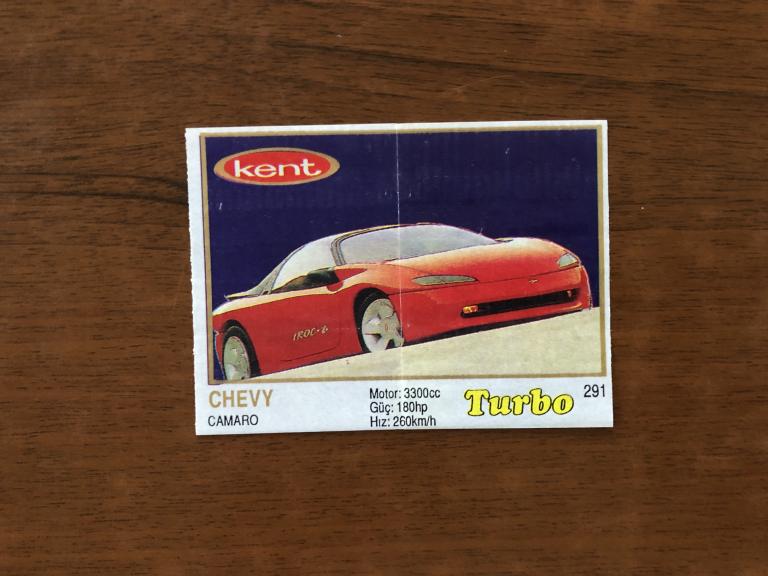 kent
IROC-Z
CHEVY
CAMARO
Motor: 3300cc
Güç: 180hp
Hız: 260km/h
Turbo
291